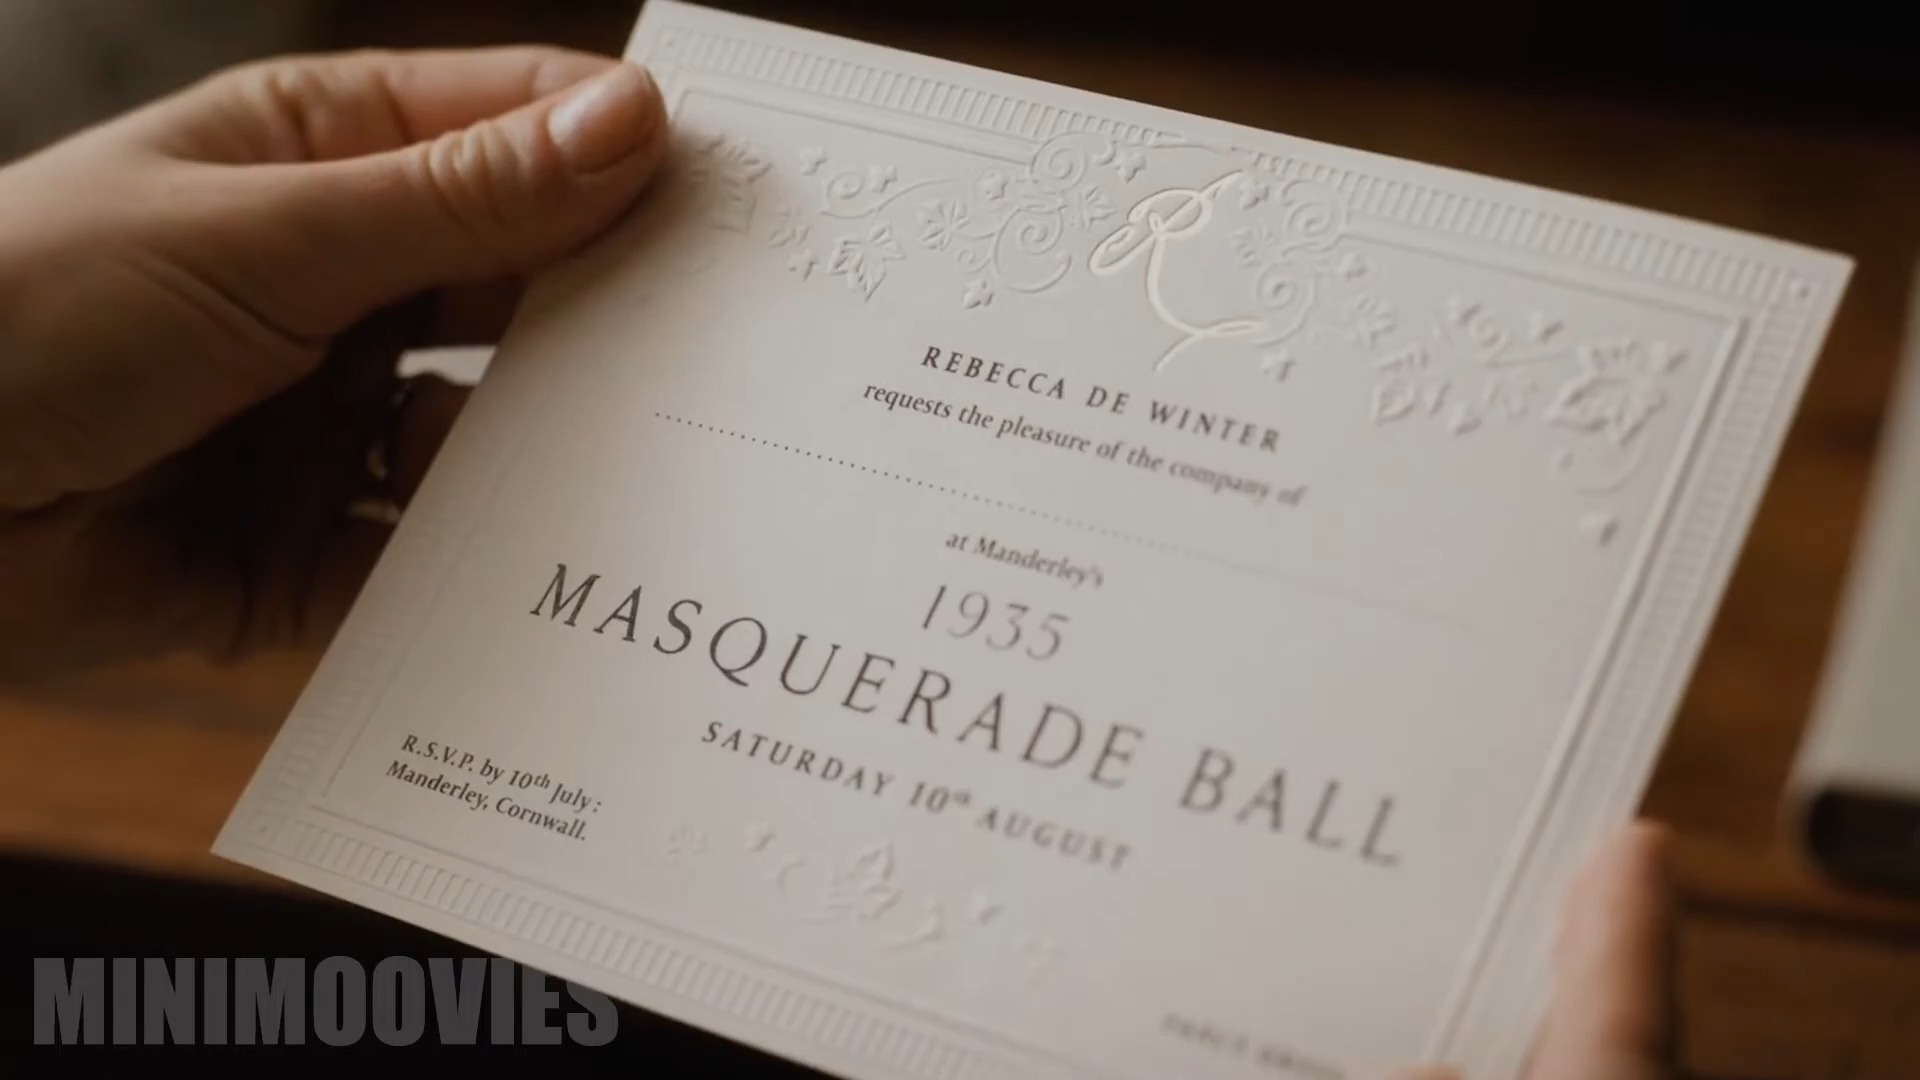 R
REBECCA DE WINTER
requests the pleasure of the company of
at Manderley's
1935
MASQUERADE BALL
SATURDAY 10th AUGUST
R.S.V.P. by 10th July:
Manderley, Cornwall.
MINIMOOVIES